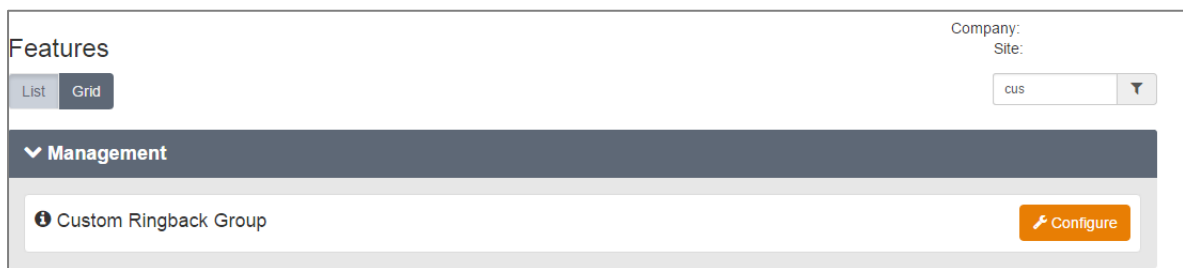 Company:
Features
Site:
List Grid
cus
Management
Custom Ringback Group
Configure